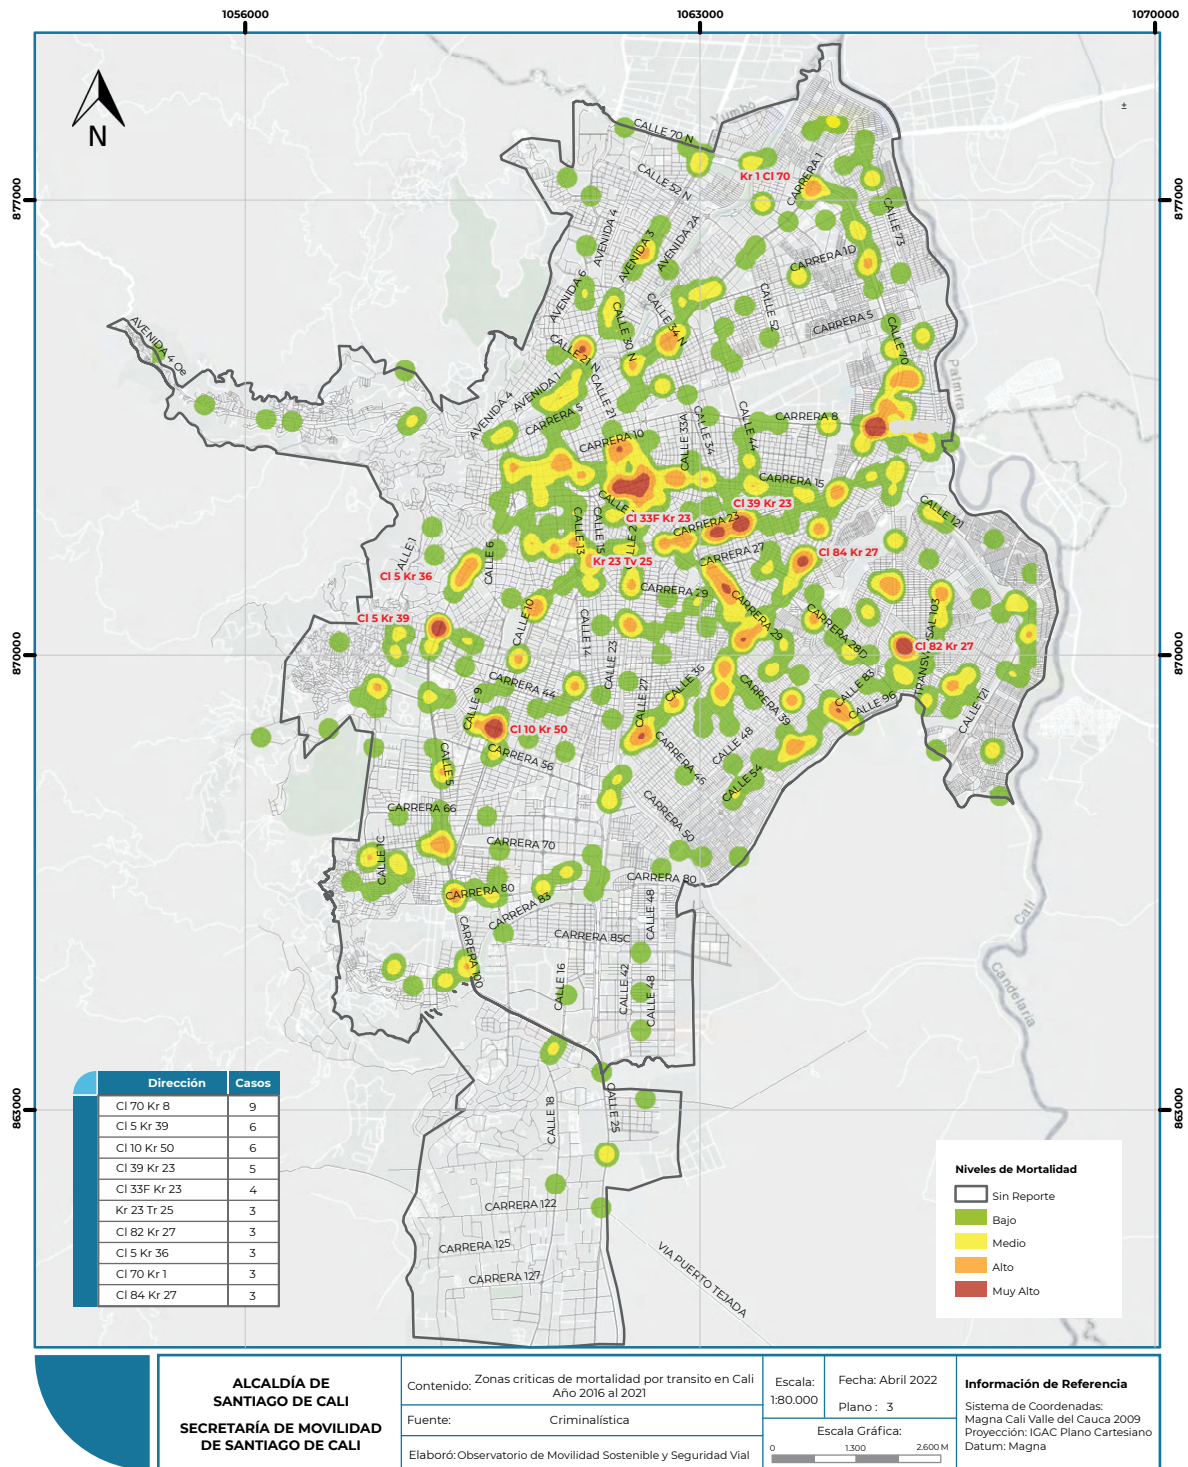 1056000
1063000
1070000
877000
877000
870000
870000
863000
863000
N
±
Yumbo
Palmira
Cali
Candelaria
CALLE 70 N
CALLE 52 N
Kr 1 Cl 70
CARRERA 1
CALLE 73
AVENIDA 4
AVENIDA 3
AVENIDA 2A
CARRERA 1D
AVENIDA 6
CALLE 30 N
CALLE 34 N
CALLE 52
CARRERA 5
CALLE 70
AVENIDA 4 Oe
CALLE 21 N
AVENIDA 1
CALLE 21
AVENIDA 4
CARRERA 5
CALLE 33A
CALLE 34
CALLE 44
CARRERA 8
CARRERA 10
CARRERA 15
Cl 39 Kr 23
CALLE 121
Cl 33F Kr 23
CARRERA 23
CALLE 13
CALLE 15
CALLE 1
CALLE 6
Kr 23 Tv 25
CARRERA 27
Cl 84 Kr 27
Cl 5 Kr 36
CARRERA 29
CALLE 10
CARRERA 29
Cl 5 Kr 39
CALLE 14
CALLE 23
CARRERA 28D
TRANSVERSAL 103
Cl 82 Kr 27
CARRERA 44
CALLE 9
CALLE 27
CALLE 36
CARRERA 39
CALLE 83
CALLE 96
CALLE 121
Cl 10 Kr 50
CARRERA 56
CARRERA 46
CALLE 48
CALLE 54
CALLE 5
CARRERA 66
CARRERA 50
CALLE 1C
CARRERA 70
CARRERA 80
CARRERA 80
CARRERA 83
CALLE 48
CARRERA 85C
CARRERA 100
CALLE 16
CALLE 42
CALLE 48
CALLE 18
CALLE 25
CARRERA 122
CARRERA 125
CARRERA 127
VIA PUERTO TEJADA
Dirección Casos
Cl 70 Kr 8 9
Cl 5 Kr 39 6
Cl 10 Kr 50 6
Cl 39 Kr 23 5
Cl 33F Kr 23 4
Kr 23 Tr 25 3
Cl 82 Kr 27 3
Cl 5 Kr 36 3
Cl 70 Kr 1 3
Cl 84 Kr 27 3
Niveles de Mortalidad
Sin Reporte
Bajo
Medio
Alto
Muy Alto
ALCALDÍA DE
SANTIAGO DE CALI
SECRETARÍA DE MOVILIDAD
DE SANTIAGO DE CALI
Contenido: Zonas criticas de mortalidad por transito en Cali
Año 2016 al 2021
Fuente: Criminalística
Elaboró: Observatorio de Movilidad Sostenible y Seguridad Vial
Escala:
1:80.000
Fecha: Abril 2022
Plano : 3
Escala Gráfica:
0 1.300 2.600 M
Información de Referencia
Sistema de Coordenadas:
Magna Cali Valle del Cauca 2009
Proyección: IGAC Plano Cartesiano
Datum: Magna